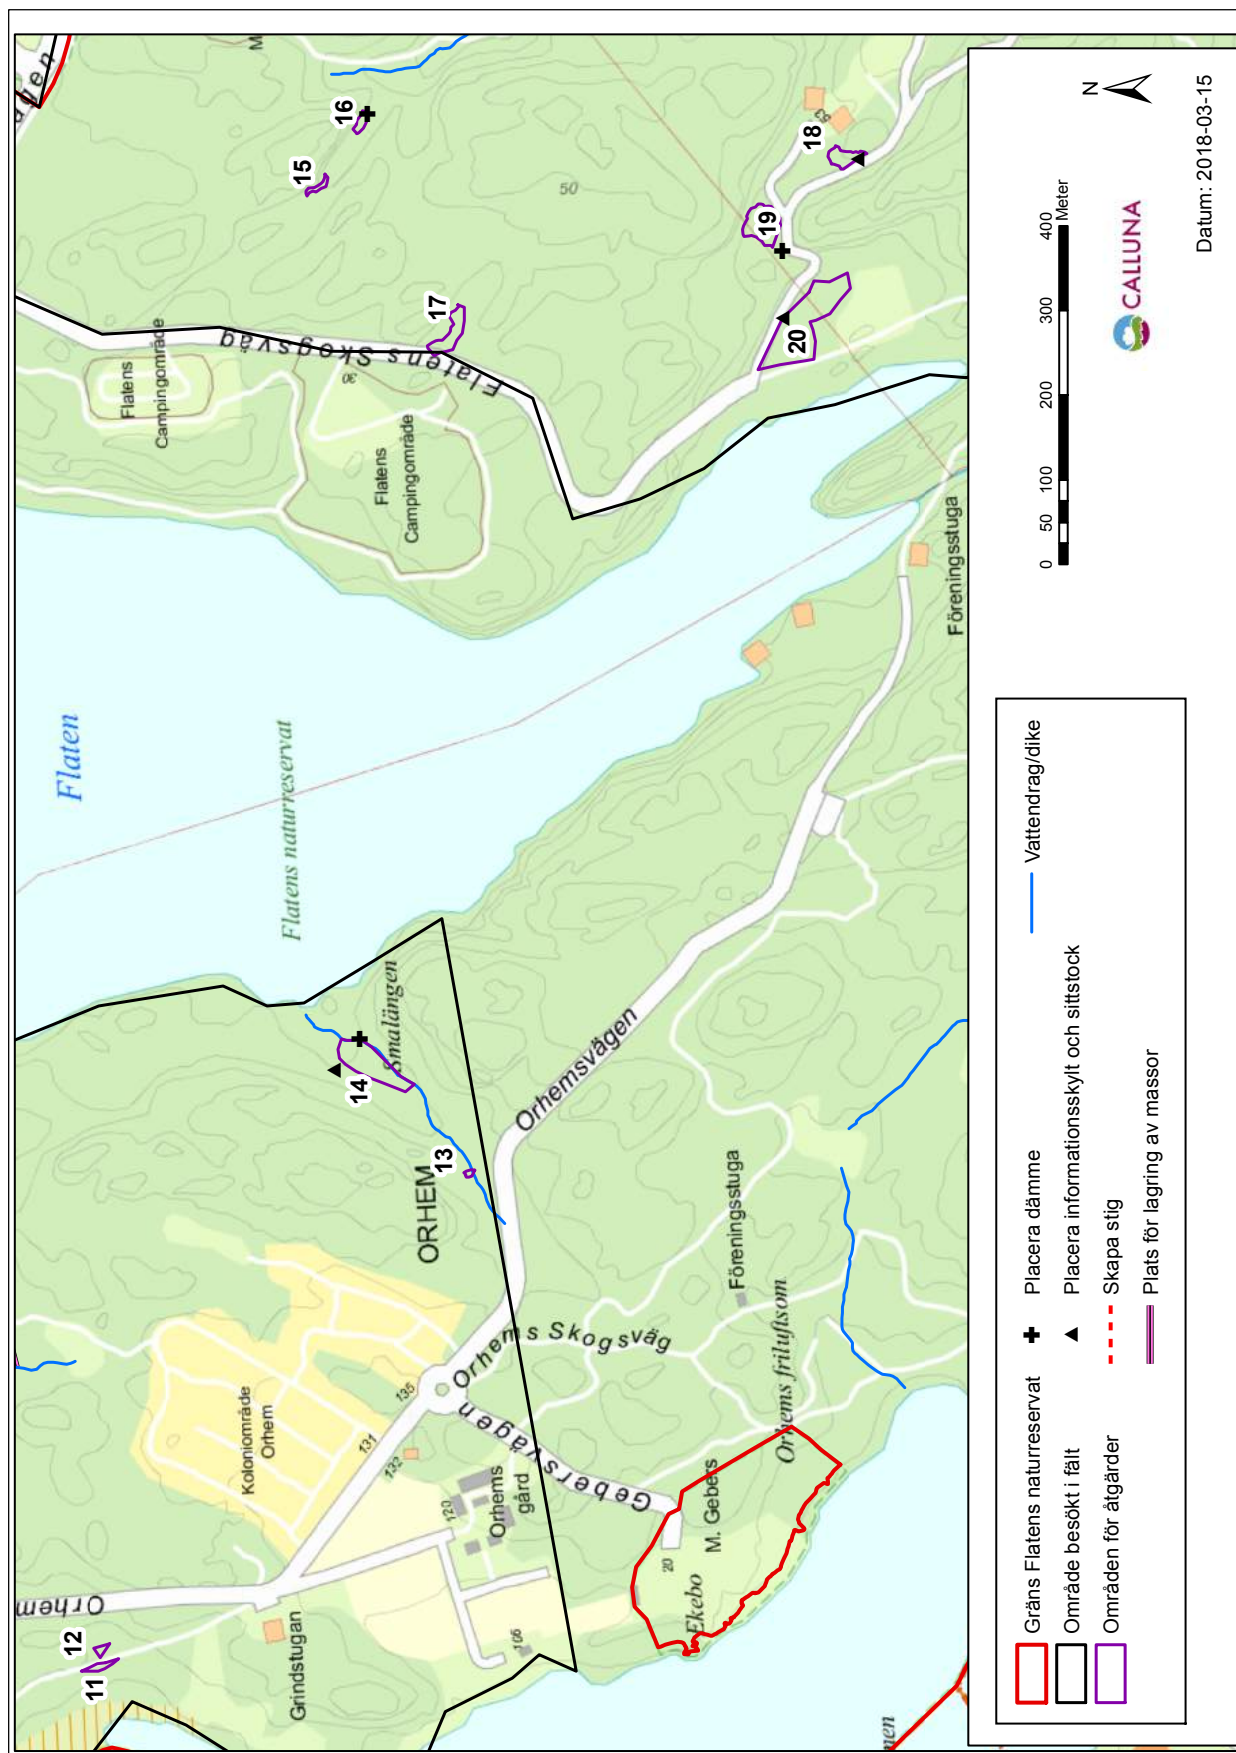 11
12
Orhem
Grindstugan
Koloniområde
Orhem
131
132
135
120
Orhems
gård
106
Gebersvägen
Orhems Skogsväg
20
M. Gebers
Ekebo
Orhems friluftsom
Föreningsstuga
ORHEM
13
14
Smalängen
Orhemsvägen
Flaten
Flatens naturreservat
Flatens
Campingområde
Flatens
Campingområde
30
Flatens Skogsväg
agen
M
15
16
17
50
18
63
19
20
Föreningsstuga
men
Gräns Flatens naturreservat
Område besökt i fält
Områden för åtgärder
Placera dämme
Placera informationsskylt och sittstock
Skapa stig
Plats för lagring av massor
Vattendrag/dike
0 50 100 200 300 400
Meter
N
CALLUNA
Datum: 2018-03-15